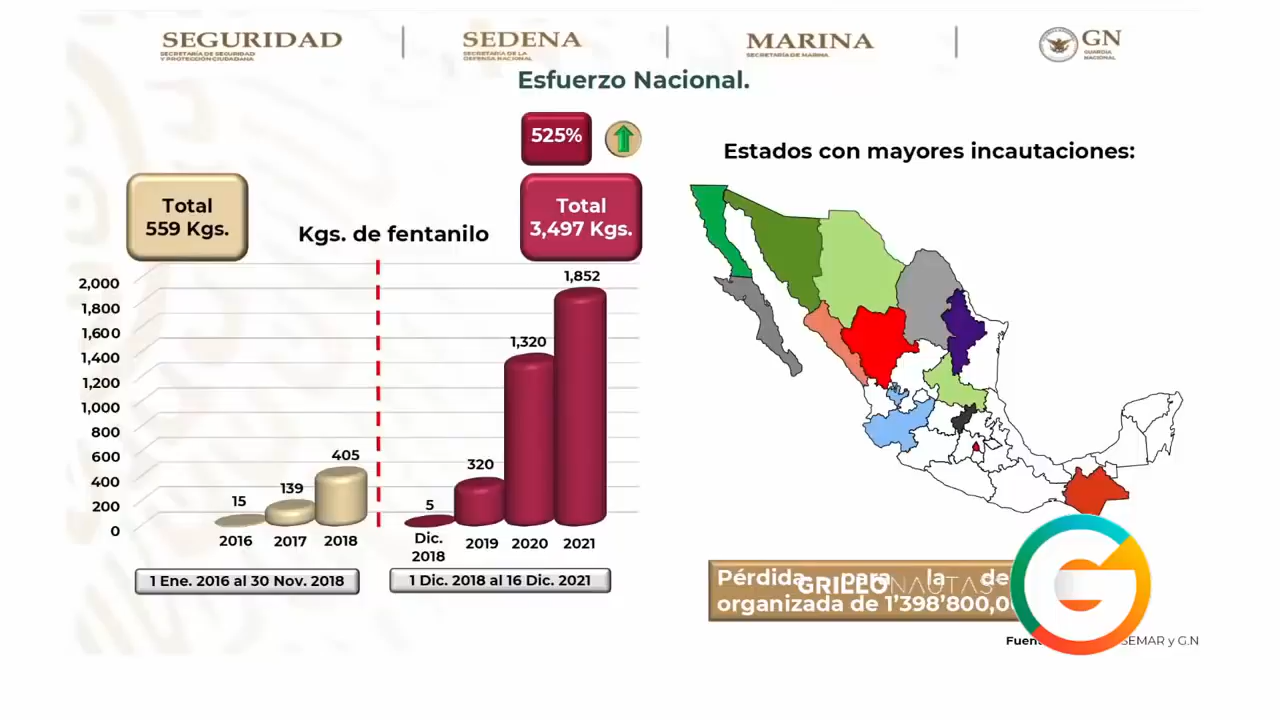 SEGURIDAD
SECRETARÍA DE SEGURIDAD
Y PROTECCIÓN CIUDADANA
SEDENA
SECRETARÍA DE LA
DEFENSA NACIONAL
MARINA
SECRETARÍA DE MARINA
GN
GUARDIA
NACIONAL
Esfuerzo Nacional.
525%
Total
559 Kgs.
Kgs. de fentanilo
Total
3,497 Kgs.
2,000
1,800
1,600
1,400
1,200
1,000
800
600
400
200
0
15
139
405
5
320
1,320
1,852
2016
2017
2018
Dic.
2018
2019
2020
2021
1 Ene. 2016 al 30 Nov. 2018
1 Dic. 2018 al 16 Dic. 2021
Estados con mayores incautaciones:
Pérdida para la de
organizada de 1’398’800,0
GRILLONAUTAS
G
SEMAR y G.N